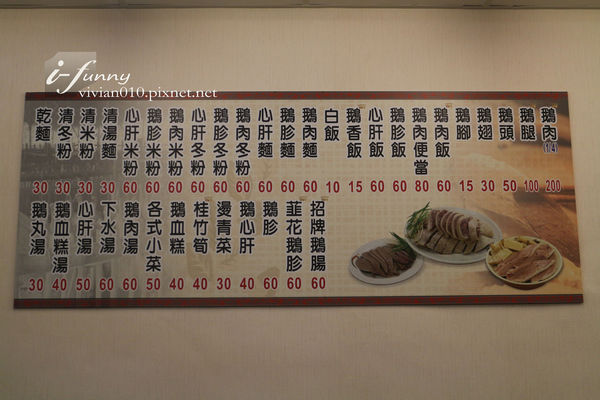 i-funny
vivian010.pixnet.net
鵝肉(1/4) 200
鵝腿 100
鵝頭 50
鵝翅 30
鵝腳 15
鵝肉飯 60
鵝肉便當 80
鵝胗飯 60
心肝飯 60
鵝香飯 15
白飯 10
鵝肉麵 60
鵝胗麵 60
心肝麵 60
鵝肉冬粉 60
鵝胗冬粉 60
心肝冬粉 60
鵝肉米粉 60
鵝胗米粉 60
心肝米粉 60
清湯麵 30
清米粉 30
清冬粉 30
乾麵 30
招牌鵝腸 60
韮花鵝胗 60
鵝胗 60
鵝心肝 40
燙青菜 30
桂竹筍 40
鵝血糕 40
各式小菜 50
鵝肉湯 60
下水湯 60
心肝湯 50
鵝血糕湯 40
鵝丸湯 30